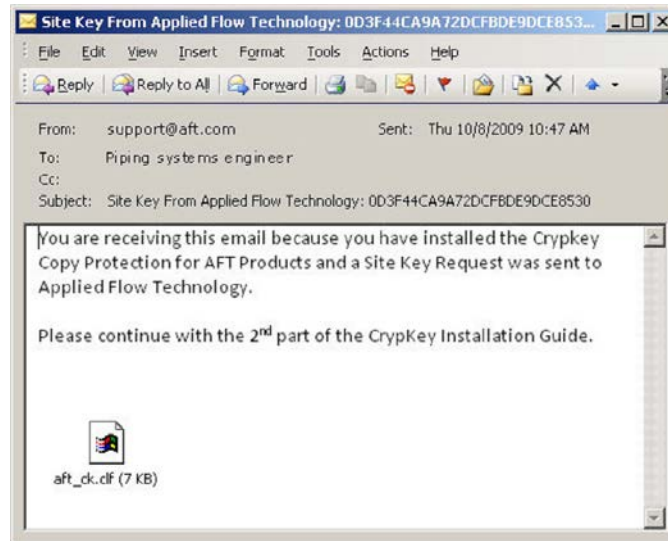 Site Key From Applied Flow Technology: 0D3F44CA9A72DCFBDE9DCE853...
File Edit View Insert Format Tools Actions Help
Reply Reply to All Forward
From: support@aft.com Sent: Thu 10/8/2009 10:47 AM
To: Piping systems engineer
Cc:
Subject: Site Key From Applied Flow Technology: 0D3F44CA9A72DCFBDE9DCE8530
You are receiving this email because you have installed the Crypkey
Copy Protection for AFT Products and a Site Key Request was sent to
Applied Flow Technology.
Please continue with the 2nd part of the CrypKey Installation Guide.
aft_ck.clf (7 KB)